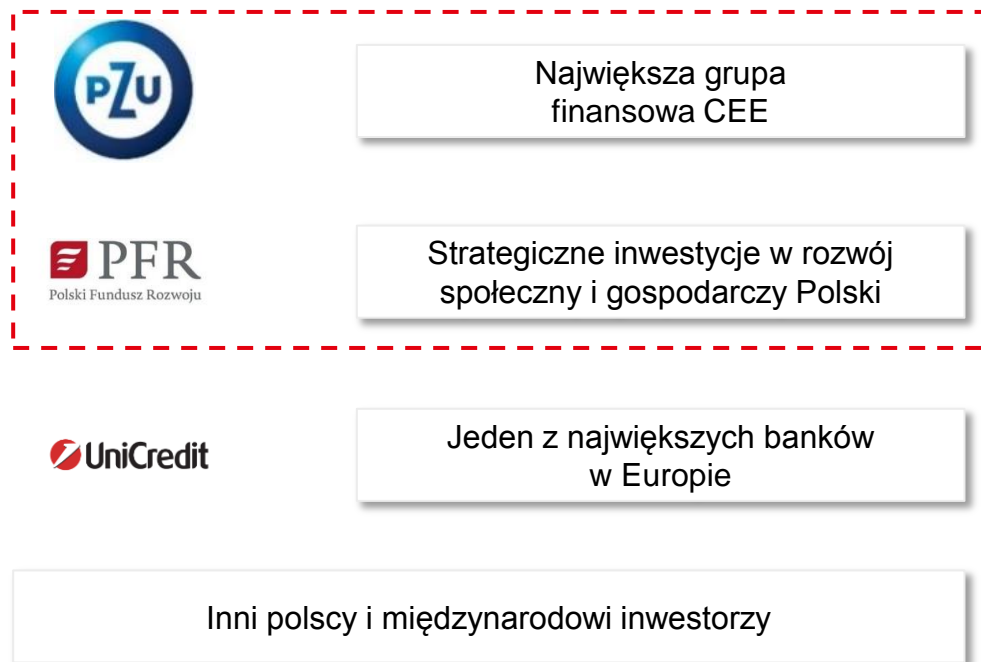 PZU
Największa grupa
finansowa CEE
PFR
Polski Fundusz Rozwoju
Strategiczne inwestycje w rozwój
społeczny i gospodarczy Polski
UniCredit
Jeden z największych banków
w Europie
Inni polscy i międzynarodowi inwestorzy